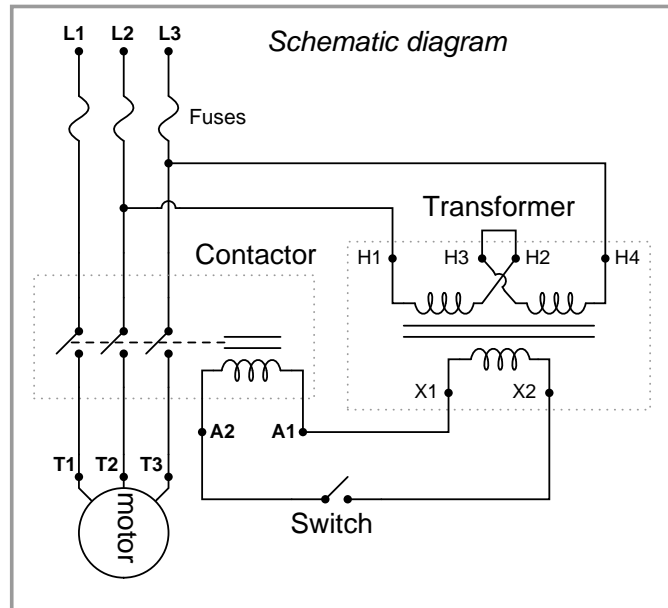 L1 L2 L3 Schematic diagram
Fuses
Transformer
Contactor
H1 H3 H2 H4
X1 X2
A2 A1
T1 T2 T3
motor
Switch